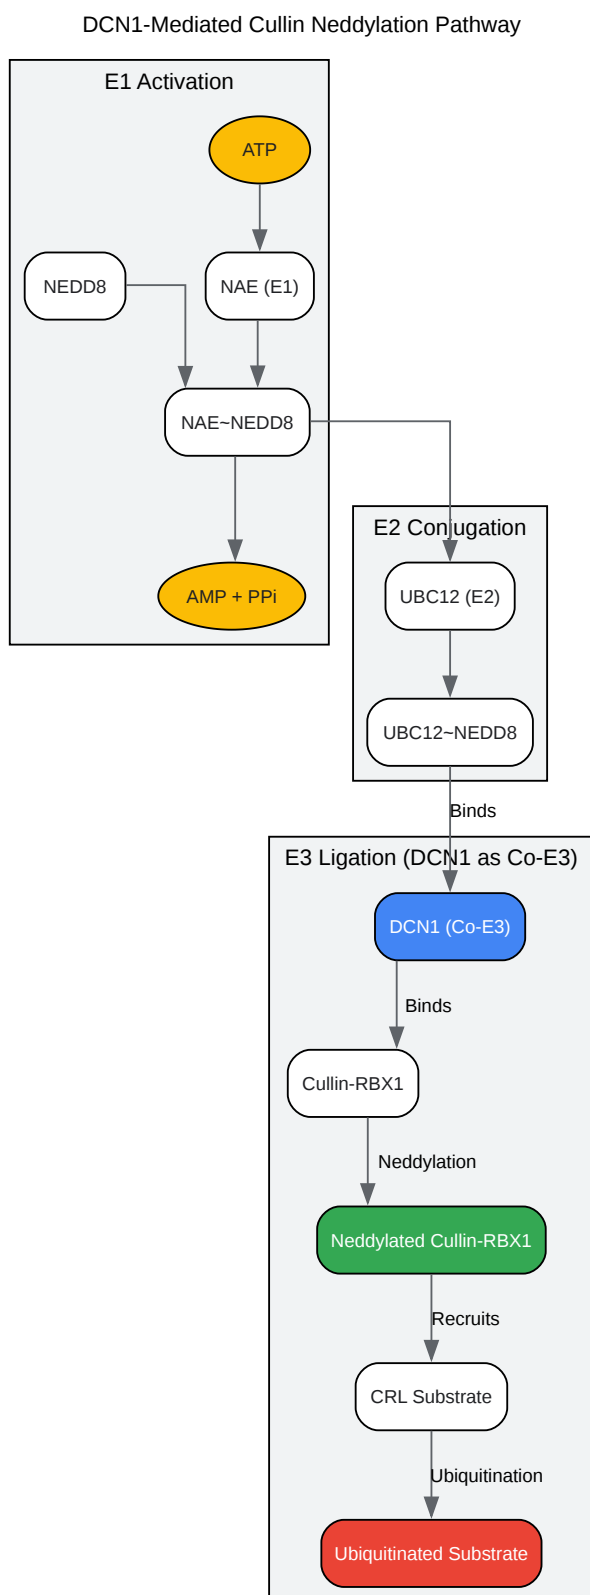 DCN1-Mediated Cullin Neddylation Pathway
E1 Activation
ATP
NEDD8
NAE (E1)
NAE~NEDD8
AMP + PPi
E2 Conjugation
UBC12 (E2)
UBC12~NEDD8
Binds
E3 Ligation (DCN1 as Co-E3)
DCN1 (Co-E3)
Binds
Cullin-RBX1
Neddylation
Neddylated Cullin-RBX1
Recruits
CRL Substrate
Ubiquitination
Ubiquitinated Substrate